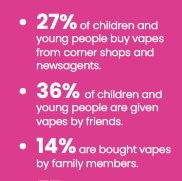 • 27% of children and
young people buy vapes
from corner shops and
newsagents.
• 36% of children and
young people are given
vapes by friends.
• 14% are bought vapes
by family members.